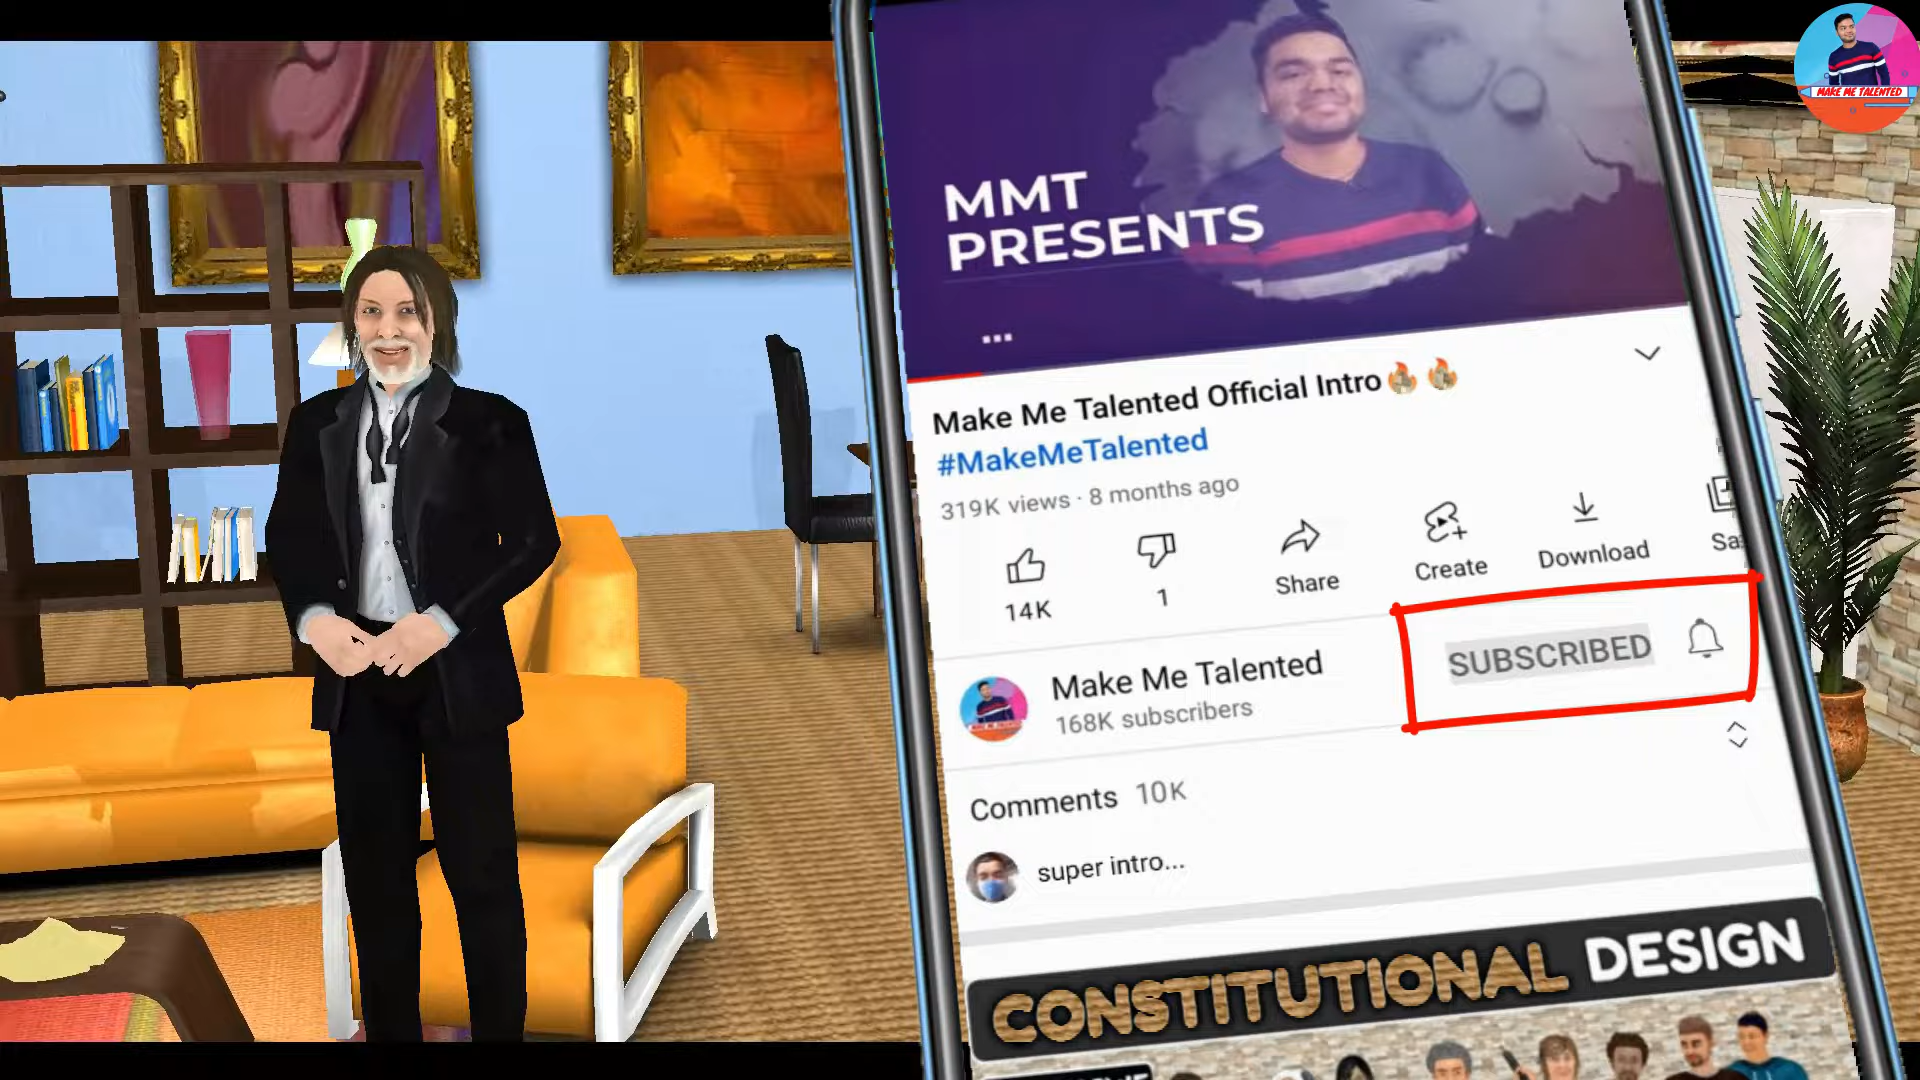 MAKE ME TALENTED
MMT
PRESENTS
Make Me Talented Official Intro
#MakeMeTalented
319K views · 8 months ago
14K
1
Share
Create
Download
Make Me Talented
168K subscribers
SUBSCRIBED
Comments 10K
super intro...
CONSTITUTIONAL DESIGN